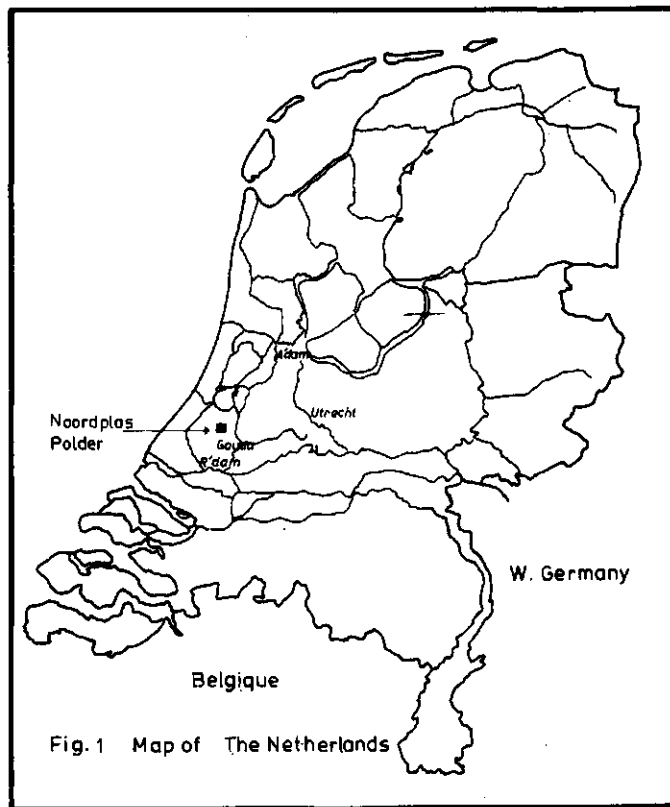 A'dam
Utrecht
Noordplas
Polder
Gouda
R'dam
W. Germany
Belgique
Fig. 1 Map of The Netherlands